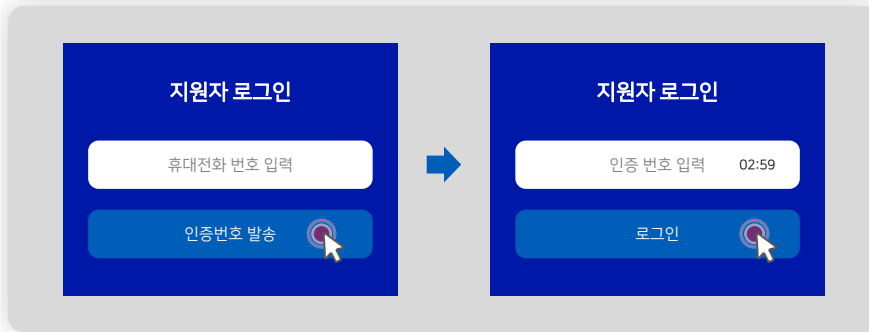 지원자 로그인
휴대전화 번호 입력
인증번호 발송
지원자 로그인
인증 번호 입력 02:59
로그인